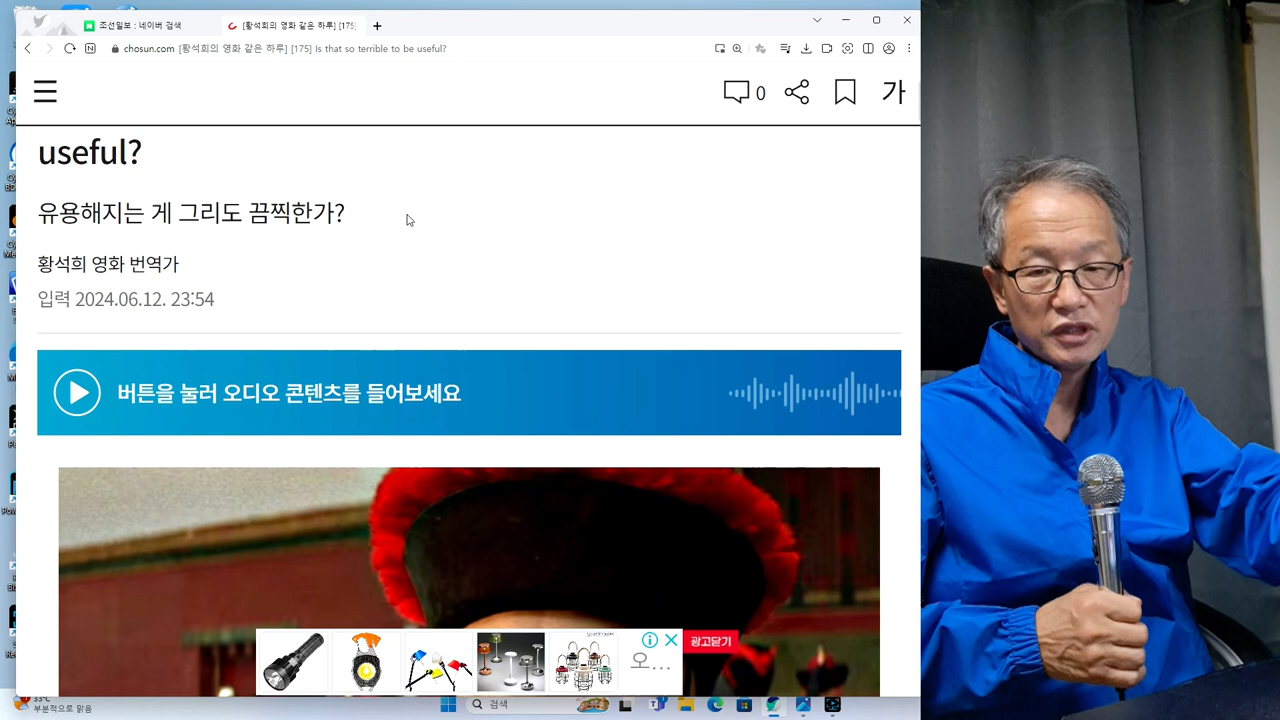 조선일보 : 네이버 검색
[황석희의 영화 같은 하루] [175]
chosun.com [황석희의 영화 같은 하루] [175] Is that so terrible to be useful?
0
가
useful?
유용해지는 게 그리도 끔찍한가?
황석희 영화 번역가
입력 2024.06.12. 23:54
버튼을 눌러 오디오 콘텐츠를 들어보세요
오...
광고닫기
33°C
부분적으로 맑음
검색